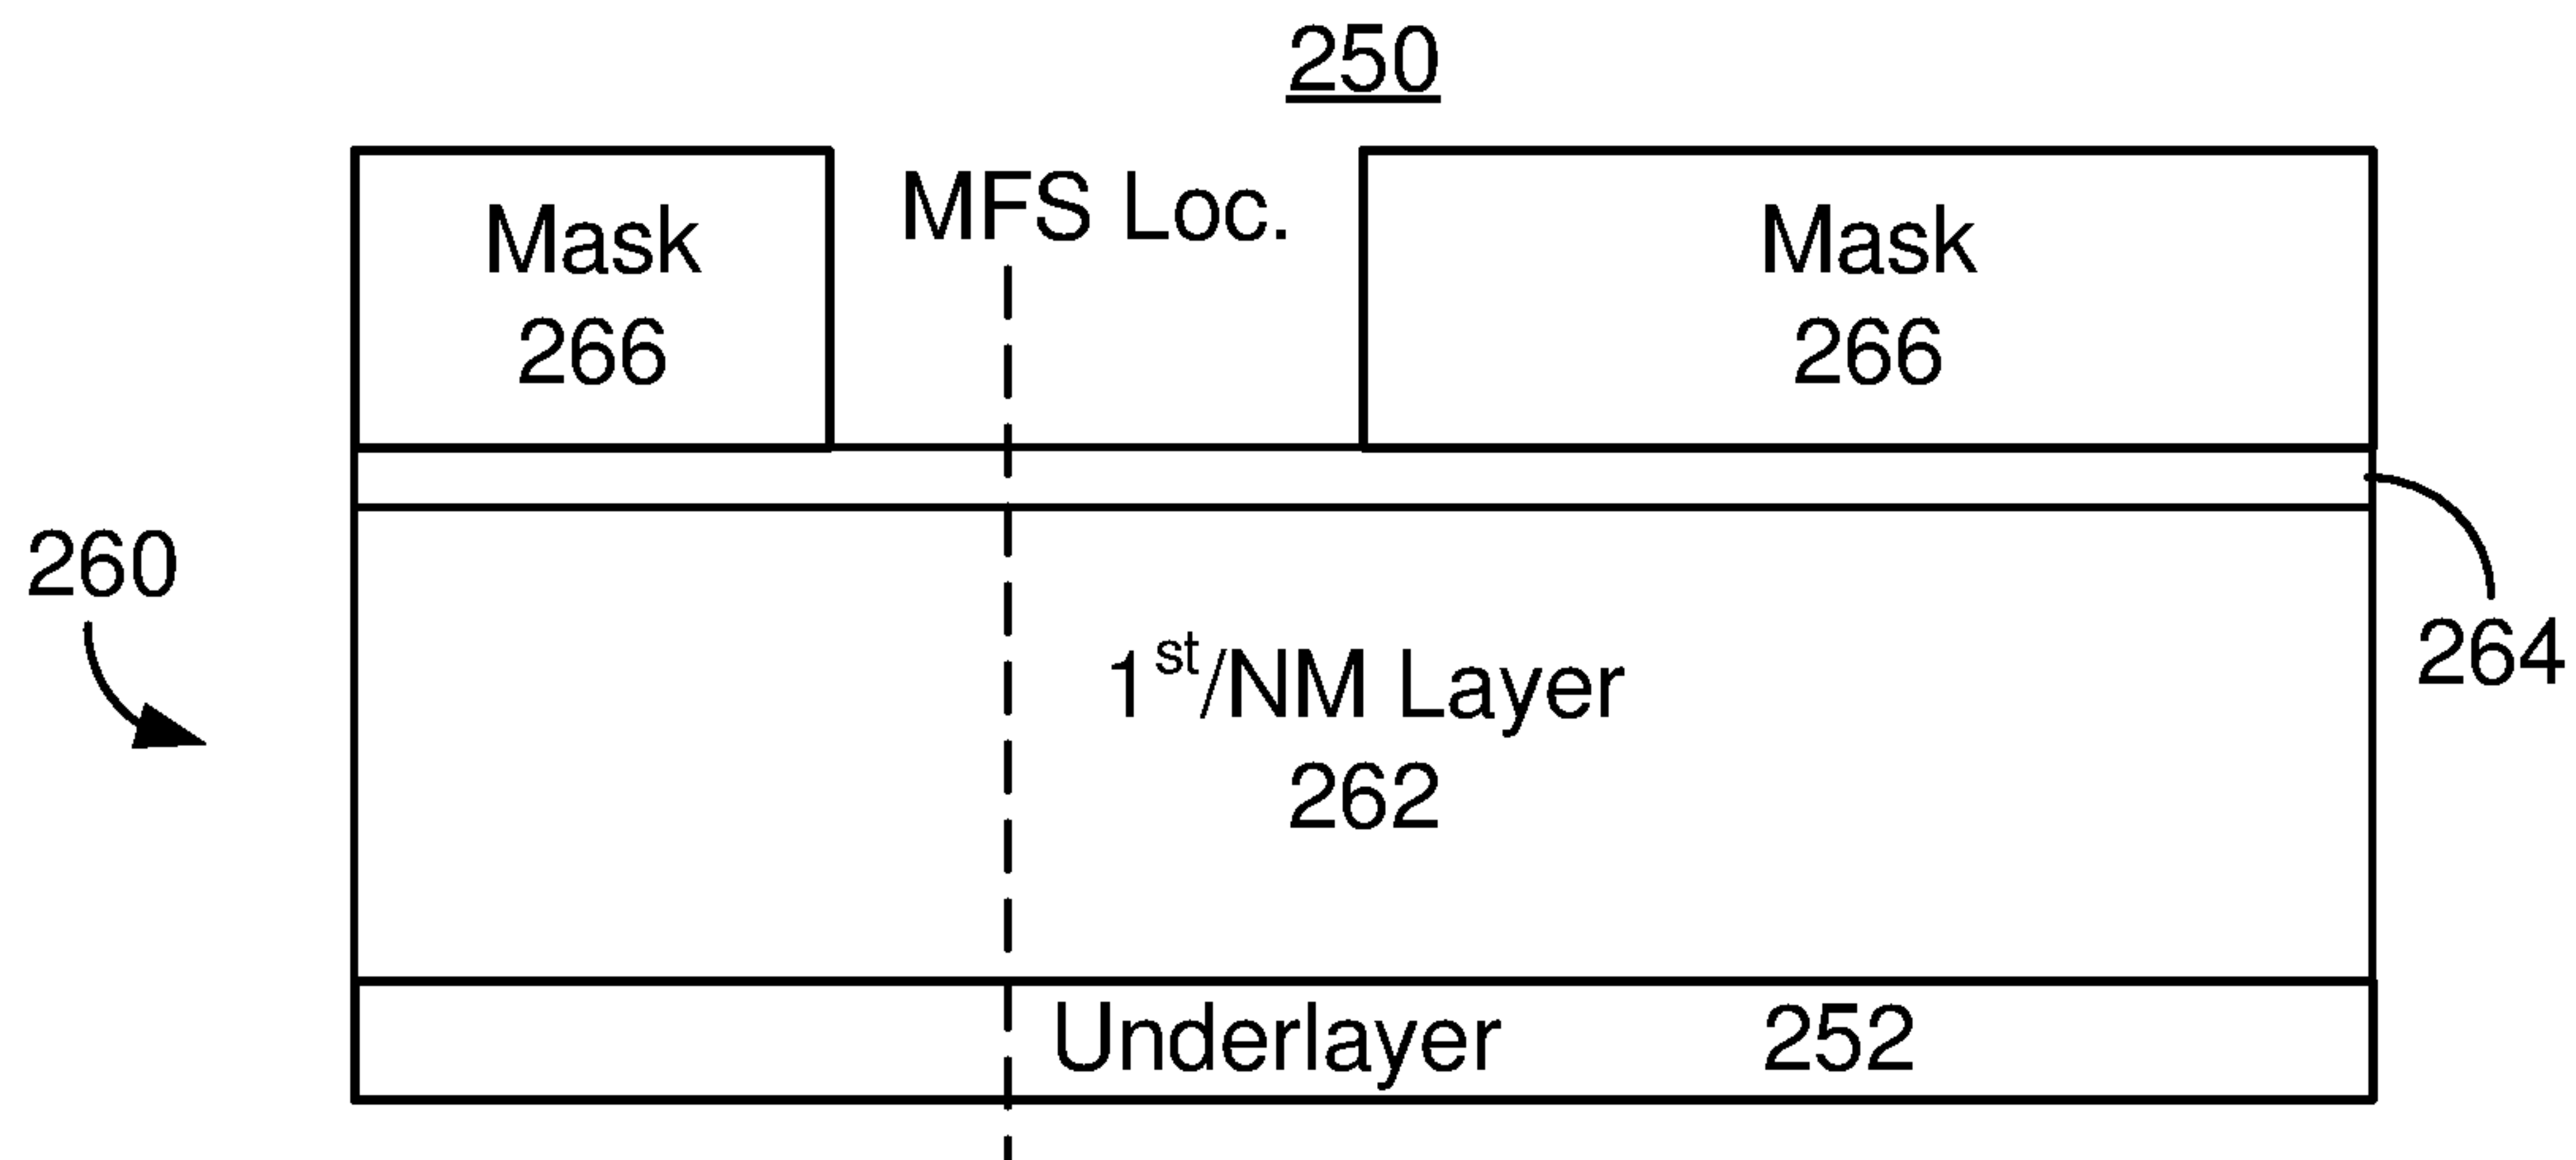 250
Mask
266
MFS Loc.
Mask
266
260
264
1st/NM Layer
262
Underlayer 252